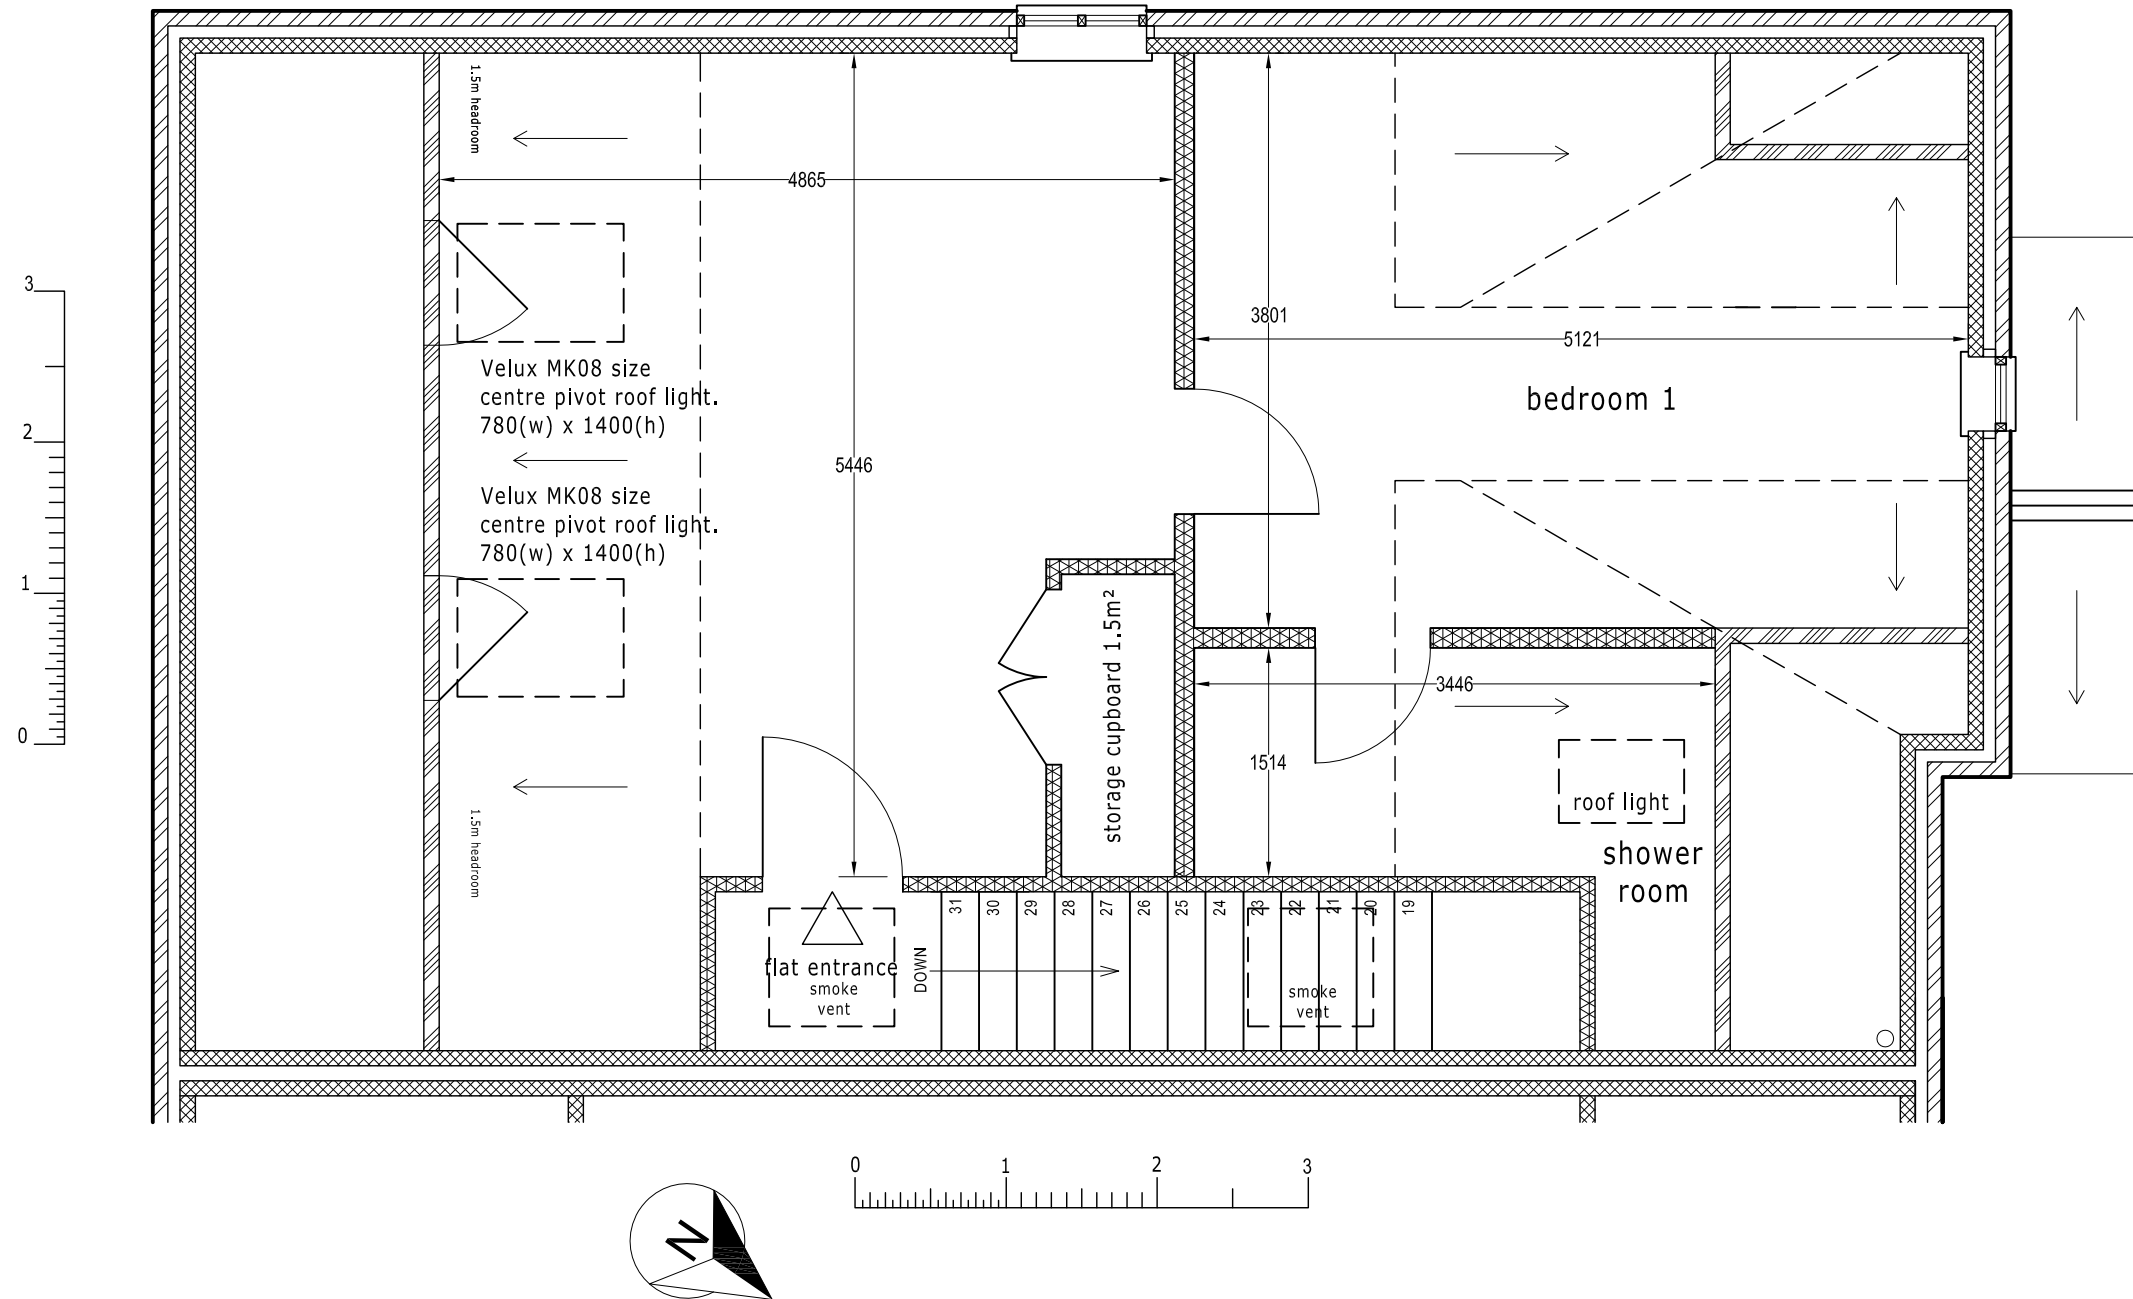 1.5m headroom
4865
3801
5121
3
Velux MK08 size
centre pivot roof light.
780(w) x 1400(h)
bedroom 1
2
5446
Velux MK08 size
centre pivot roof light.
780(w) x 1400(h)
1
storage cupboard 1.5m²
3446
0
1514
roof light
1.5m headroom
shower
room
31
30
29
28
27
26
25
24
23
22
21
20
19
flat entrance
smoke
vent
DOWN
smoke
vent
0
1
2
3
N